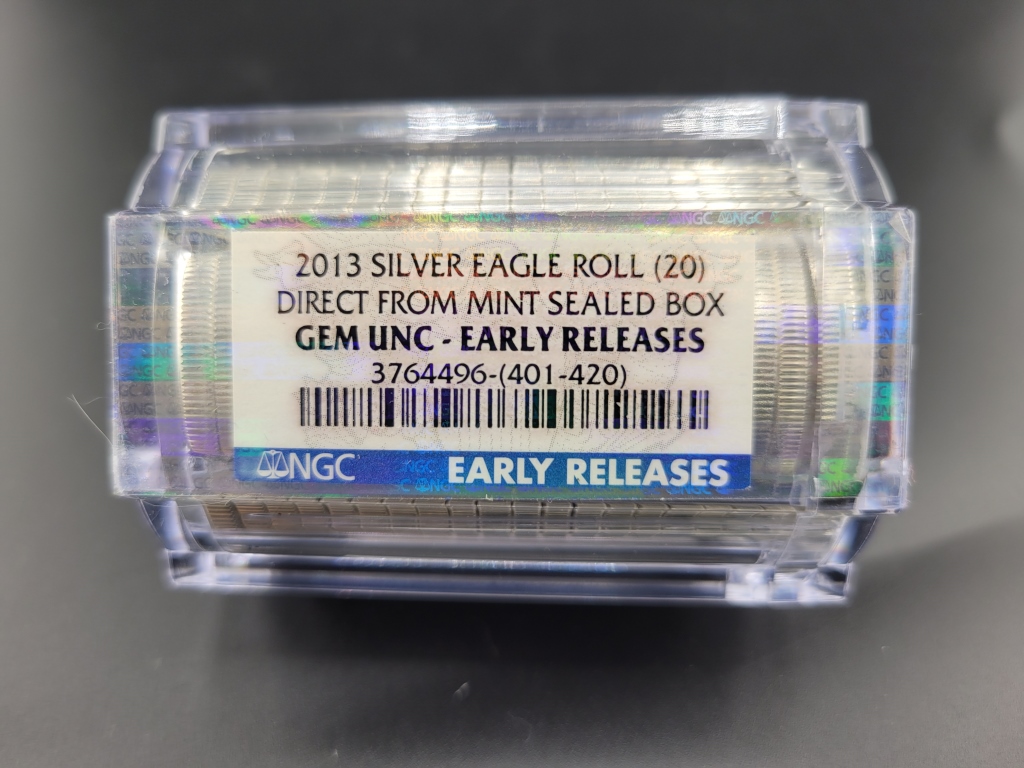 2013 SILVER EAGLE ROLL (20)
DIRECT FROM MINT SEALED BOX
GEM UNC - EARLY RELEASES
3764496-(401-420)
NGC EARLY RELEASES